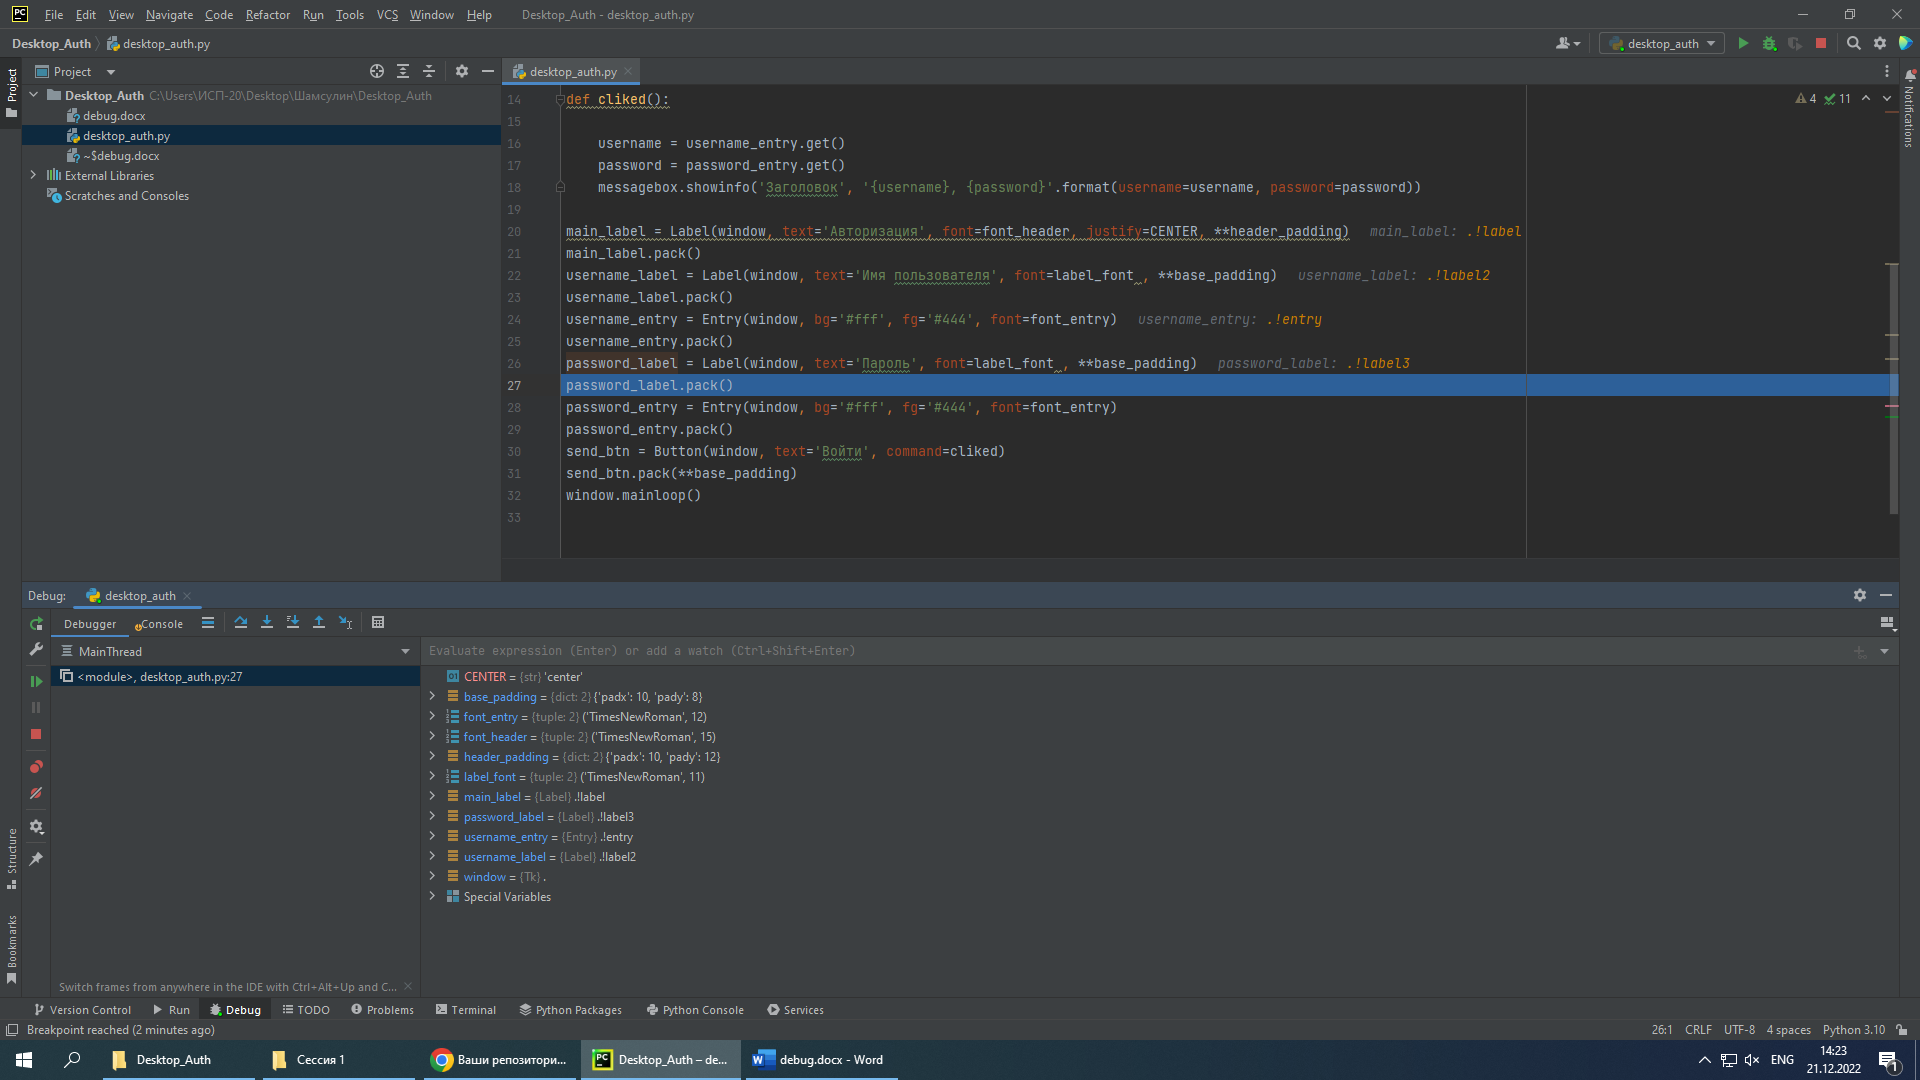 PC File Edit View Navigate Code Refactor Run Tools VCS Window Help Desktop_Auth - desktop_auth.py
Desktop_Auth desktop_auth.py desktop_auth
Project Project desktop_auth.py
Desktop_Auth C:\Users\ИСП-20\Desktop\Шамсулин\Desktop_Auth
debug.docx
desktop_auth.py
~$debug.docx
External Libraries
Scratches and Consoles
4 11
Notifications
14 def cliked():
15
16 username = username_entry.get()
17 password = password_entry.get()
18 messagebox.showinfo('Заголовок', '{username}, {password}'.format(username=username, password=password))
19
20 main_label = Label(window, text='Авторизация', font=font_header, justify=CENTER, **header_padding) main_label: .!label
21 main_label.pack()
22 username_label = Label(window, text='Имя пользователя', font=label_font , **base_padding) username_label: .!label2
23 username_label.pack()
24 username_entry = Entry(window, bg='#fff', fg='#444', font=font_entry) username_entry: .!entry
25 username_entry.pack()
26 password_label = Label(window, text='Пароль', font=label_font , **base_padding) password_label: .!label3
27 password_label.pack()
28 password_entry = Entry(window, bg='#fff', fg='#444', font=font_entry)
29 password_entry.pack()
30 send_btn = Button(window, text='Войти', command=cliked)
31 send_btn.pack(**base_padding)
32 window.mainloop()
33
Debug: desktop_auth
Debugger Console
MainThread Evaluate expression (Enter) or add a watch (Ctrl+Shift+Enter)
<module>, desktop_auth.py:27
CENTER = {str} 'center'
base_padding = {dict: 2} {'padx': 10, 'pady': 8}
font_entry = {tuple: 2} ('TimesNewRoman', 12)
font_header = {tuple: 2} ('TimesNewRoman', 15)
header_padding = {dict: 2} {'padx': 10, 'pady': 12}
label_font = {tuple: 2} ('TimesNewRoman', 11)
main_label = {Label} .!label
password_label = {Label} .!label3
username_entry = {Entry} .!entry
username_label = {Label} .!label2
window = {Tk} .
Special Variables
Structure
Bookmarks
Switch frames from anywhere in the IDE with Ctrl+Alt+Up and C...
Version Control Run Debug TODO Problems Terminal Python Packages Python Console Services
Breakpoint reached (2 minutes ago) 26:1 CRLF UTF-8 4 spaces Python 3.10
Desktop_Auth Сессия 1 Ваши репозитори... PC Desktop_Auth – de... debug.docx - Word ENG 14:23
21.12.2022 1